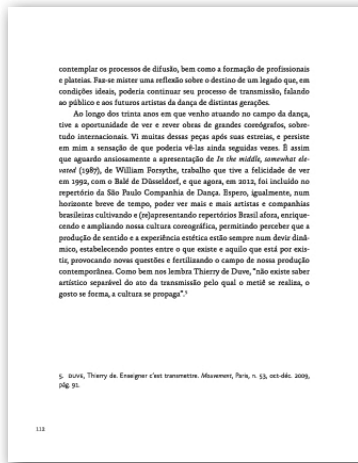 contemplar os processos de difusão, bem como a formação de profissionais
e plateias. Faz-se mister uma reflexão sobre o destino de um legado que, em
condições ideais, poderia continuar seu processo de transmissão, falando
ao público e aos futuros artistas da dança de distintas gerações.
Ao longo dos trinta anos em que venho atuando no campo da dança,
tive a oportunidade de ver e rever obras de grandes coreógrafos, sobre-
tudo internacionais. Vi muitas dessas peças após suas estreias, e persiste
em mim a sensação de que poderia vê-las ainda seguidas vezes. É assim
que aguardo ansiosamente a apresentação de In the middle, somewhat ele-
vated (1987), de William Forsythe, trabalho que tive a felicidade de ver
em 1992, com o Balé de Düsseldorf, e que agora, em 2012, foi incluído no
repertório da São Paulo Companhia de Dança. Espero, igualmente, num
horizonte breve de tempo, poder ver mais e mais artistas e companhias
brasileiras cultivando e (re)apresentando repertórios Brasil afora, enrique-
cendo e ampliando nossa cultura coreográfica, permitindo perceber que a
produção de sentido e a experiência estética estão sempre num devir dinâ-
mico, estabelecendo pontes entre o que existe e aquilo que está por exis-
tir, provocando novas questões e fertilizando o campo de nossa produção
contemporânea. Como bem nos lembra Thierry de Duve, "não existe saber
artístico separável do ato da transmissão pelo qual o metiê se realiza, o
gosto se forma, a cultura se propaga".⁵
5. DUVE, Thierry de. Enseigner c'est transmettre. Mouvement, Paris, n. 53, oct-déc. 2009,
pág. 91.
112